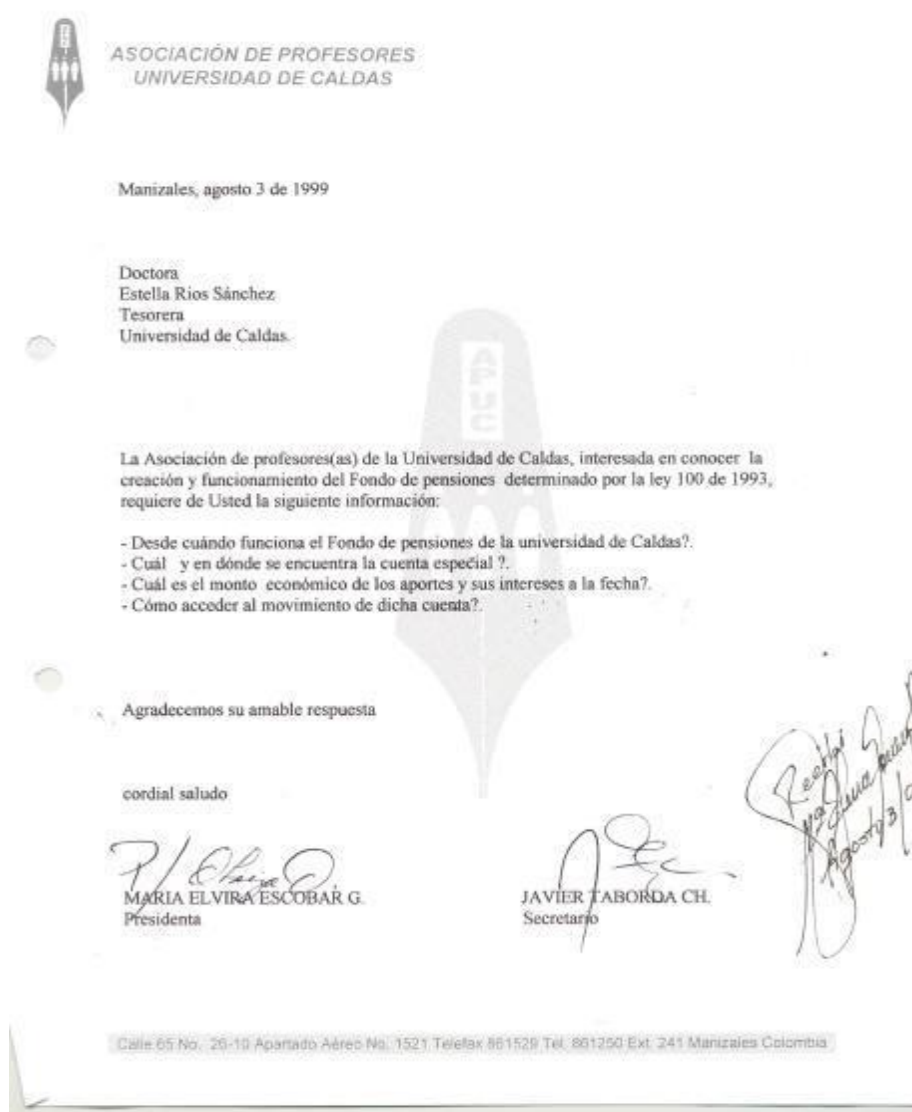 ASOCIACIÓN DE PROFESORES
UNIVERSIDAD DE CALDAS
Manizales, agosto 3 de 1999
Doctora
Estella Rios Sánchez
Tesorera
Universidad de Caldas.
APUC
La Asociación de profesores(as) de la Universidad de Caldas, interesada en conocer la
creación y funcionamiento del Fondo de pensiones determinado por la ley 100 de 1993,
requiere de Usted la siguiente información:
- Desde cuándo funciona el Fondo de pensiones de la universidad de Caldas?.
- Cuál y en dónde se encuentra la cuenta especial ?.
- Cuál es el monto económico de los aportes y sus intereses a la fecha?.
- Cómo acceder al movimiento de dicha cuenta?.
Agradecemos su amable respuesta
cordial saludo
Recibí
Agosto 3/
MARIA ELVIRA ESCOBAR G.
Presidenta
JAVIER TABORDA CH.
Secretario
Calle 65 No. 26-10 Apartado Aéreo No. 1521 Telefax 861529 Tel. 861250 Ext. 241 Manizales Colombia